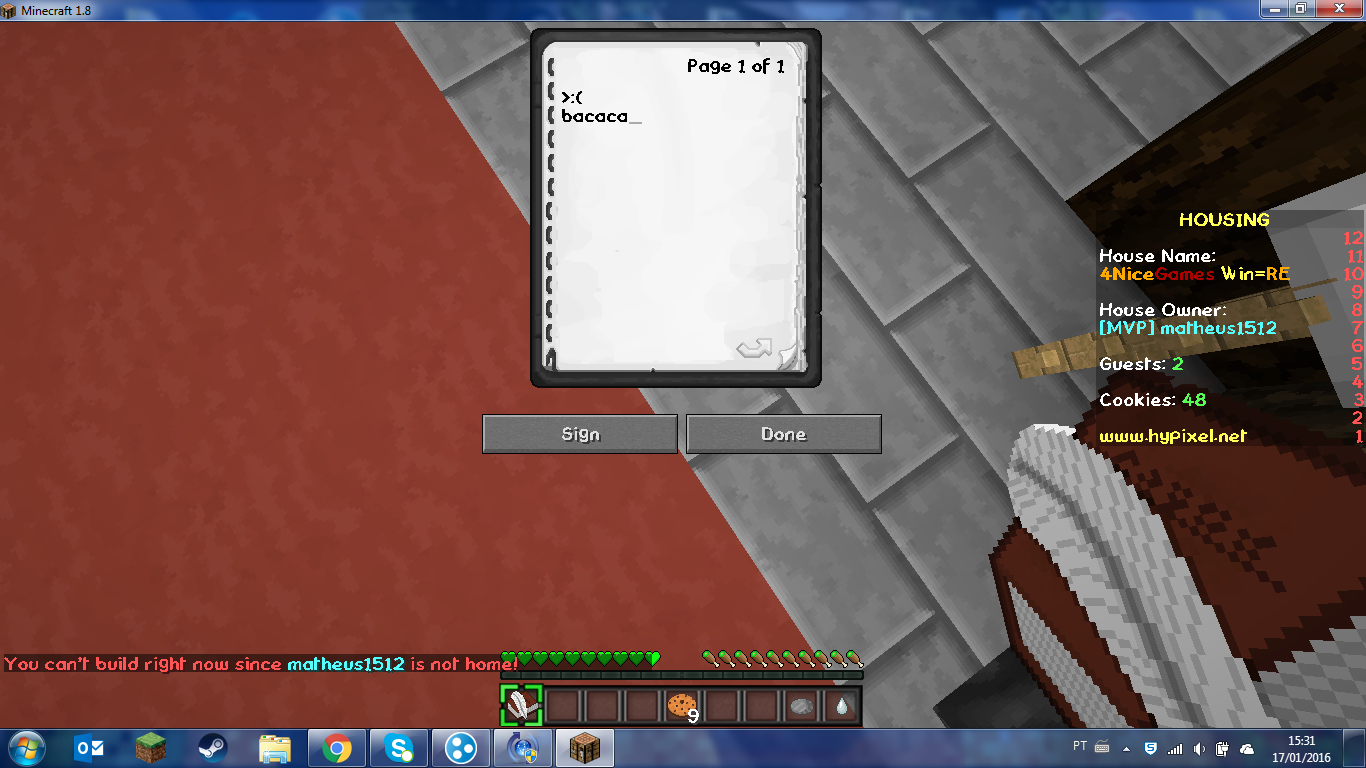 Minecraft 1.8
Page 1 of 1
>:(
bacaca_
Sign
Done
HOUSING
12
House Name:
11
4NiceGames Win=RE
10
9
House Owner:
8
[MVP] matheus1512
7
6
Guests: 2
5
4
Cookies: 48
3
2
www.hypixel.net
1
You can't build right now since matheus1512 is not home!
9
PT
15:31
17/01/2016